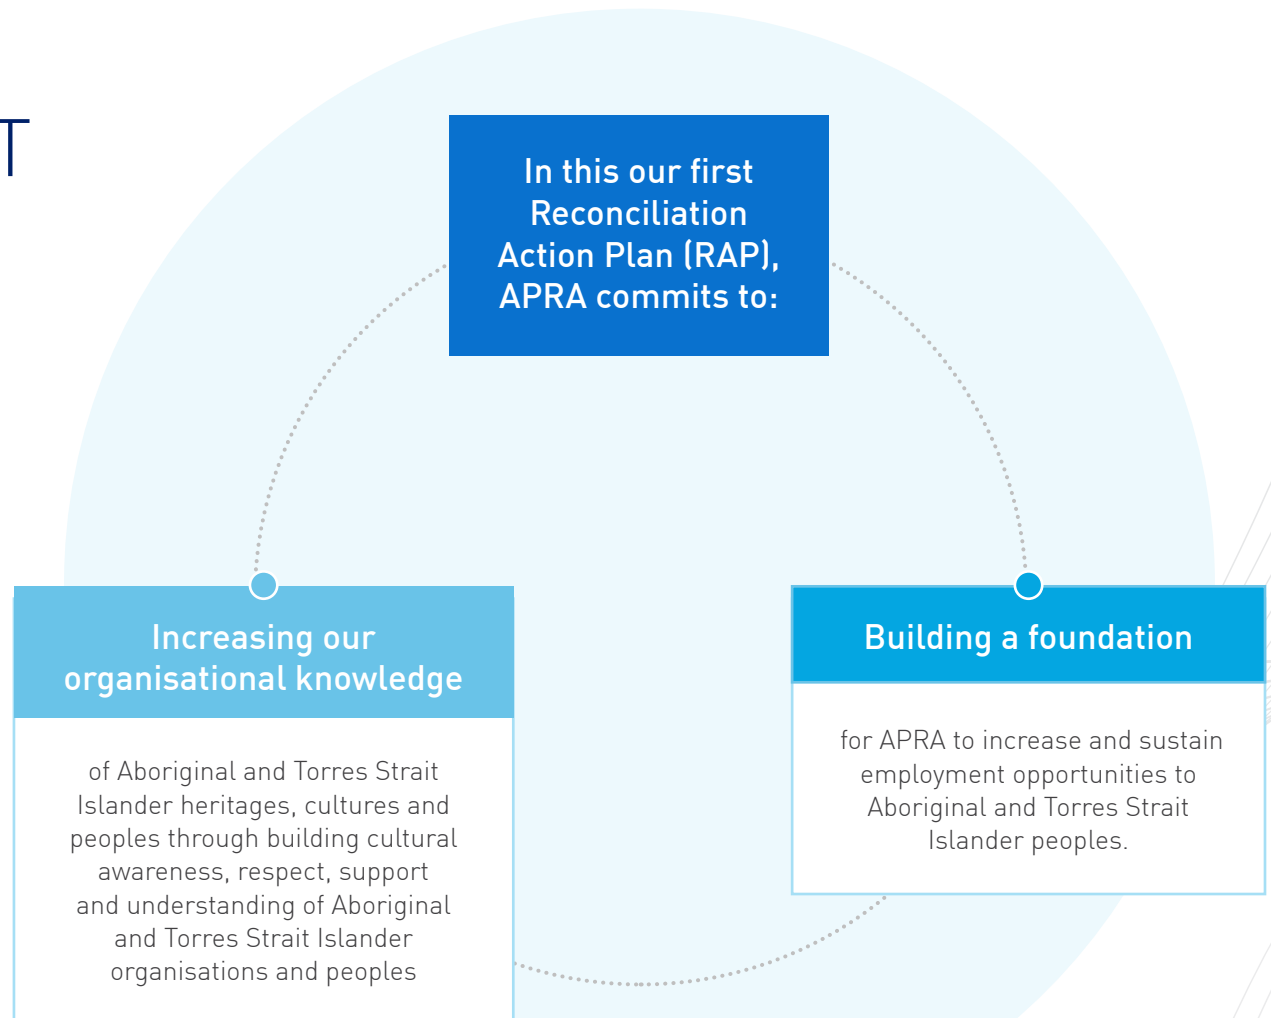 T
In this our first
Reconciliation
Action Plan (RAP),
APRA commits to:
Increasing our
organisational knowledge
of Aboriginal and Torres Strait
Islander heritages, cultures and
peoples through building cultural
awareness, respect, support
and understanding of Aboriginal
and Torres Strait Islander
organisations and peoples
Building a foundation
for APRA to increase and sustain
employment opportunities to
Aboriginal and Torres Strait
Islander peoples.